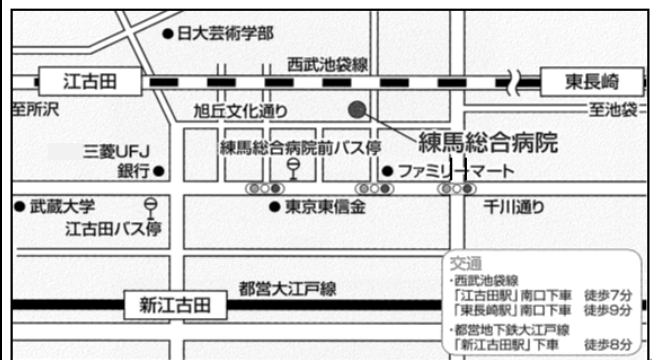 日大芸術学部
西武池袋線
江古田
東長崎
至所沢
至池袋
旭丘文化通り
練馬総合病院
練馬総合病院前バス停
三菱UFJ
銀行
ファミリーマート
武蔵大学
江古田バス停
東京東信金
千川通り
都営大江戸線
新江古田
交通
・西武池袋線
「江古田駅」南口下車 徒歩7分
「東長崎駅」南口下車 徒歩9分
・都営地下鉄大江戸線
「新江古田駅」下車 徒歩8分